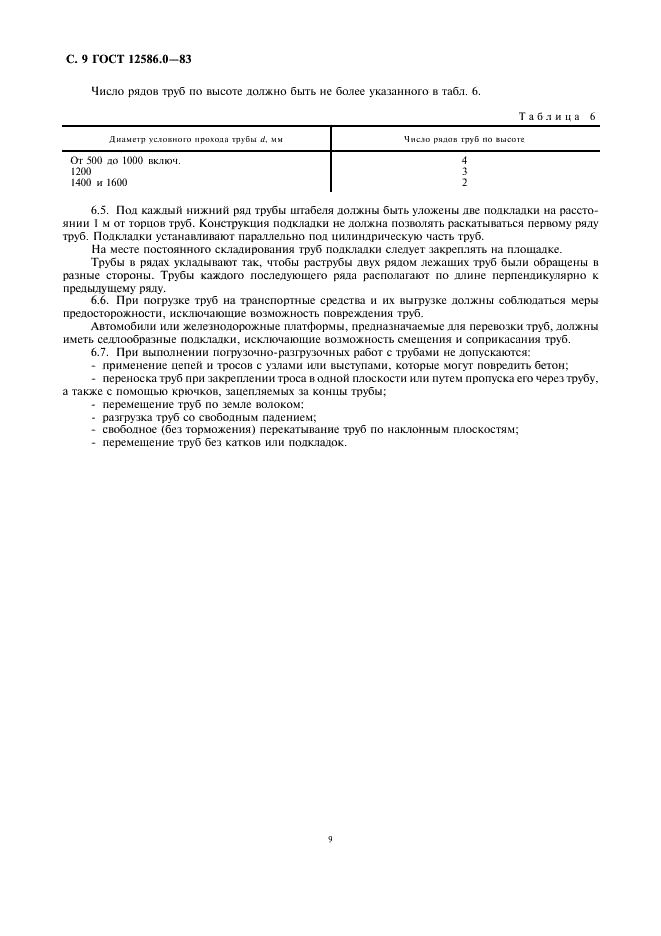 С. 9 ГОСТ 12586.0—83
Число рядов труб по высоте должно быть не более указанного в табл. 6.
Таблица 6
Диаметр условного прохода трубы d, мм	Число рядов труб по высоте
От 500 до 1000 включ.	4
1200	3
1400 и 1600	2
6.5. Под каждый нижний ряд трубы штабеля должны быть уложены две подкладки на рассто-
янии 1 м от торцов труб. Конструкция подкладки не должна позволять раскатываться первому ряду
труб. Подкладки устанавливают параллельно под цилиндрическую часть труб.
На месте постоянного складирования труб подкладки следует закреплять на площадке.
Трубы в рядах укладывают так, чтобы раструбы двух рядом лежащих труб были обращены в
разные стороны. Трубы каждого последующего ряда располагают по длине перпендикулярно к
предыдущему ряду.
6.6. При погрузке труб на транспортные средства и их выгрузке должны соблюдаться меры
предосторожности, исключающие возможность повреждения труб.
Автомобили или железнодорожные платформы, предназначаемые для перевозки труб, должны
иметь седлообразные подкладки, исключающие возможность смещения и соприкасания труб.
6.7. При выполнении погрузочно-разгрузочных работ с трубами не допускаются:
- применение цепей и тросов с узлами или выступами, которые могут повредить бетон;
- переноска труб при закреплении троса в одной плоскости или путем пропуска его через трубу,
а также с помощью крючков, зацепляемых за концы трубы;
- перемещение труб по земле волоком;
- разгрузка труб со свободным падением;
- свободное (без торможения) перекатывание труб по наклонным плоскостям;
- перемещение труб без катков или подкладок.
9